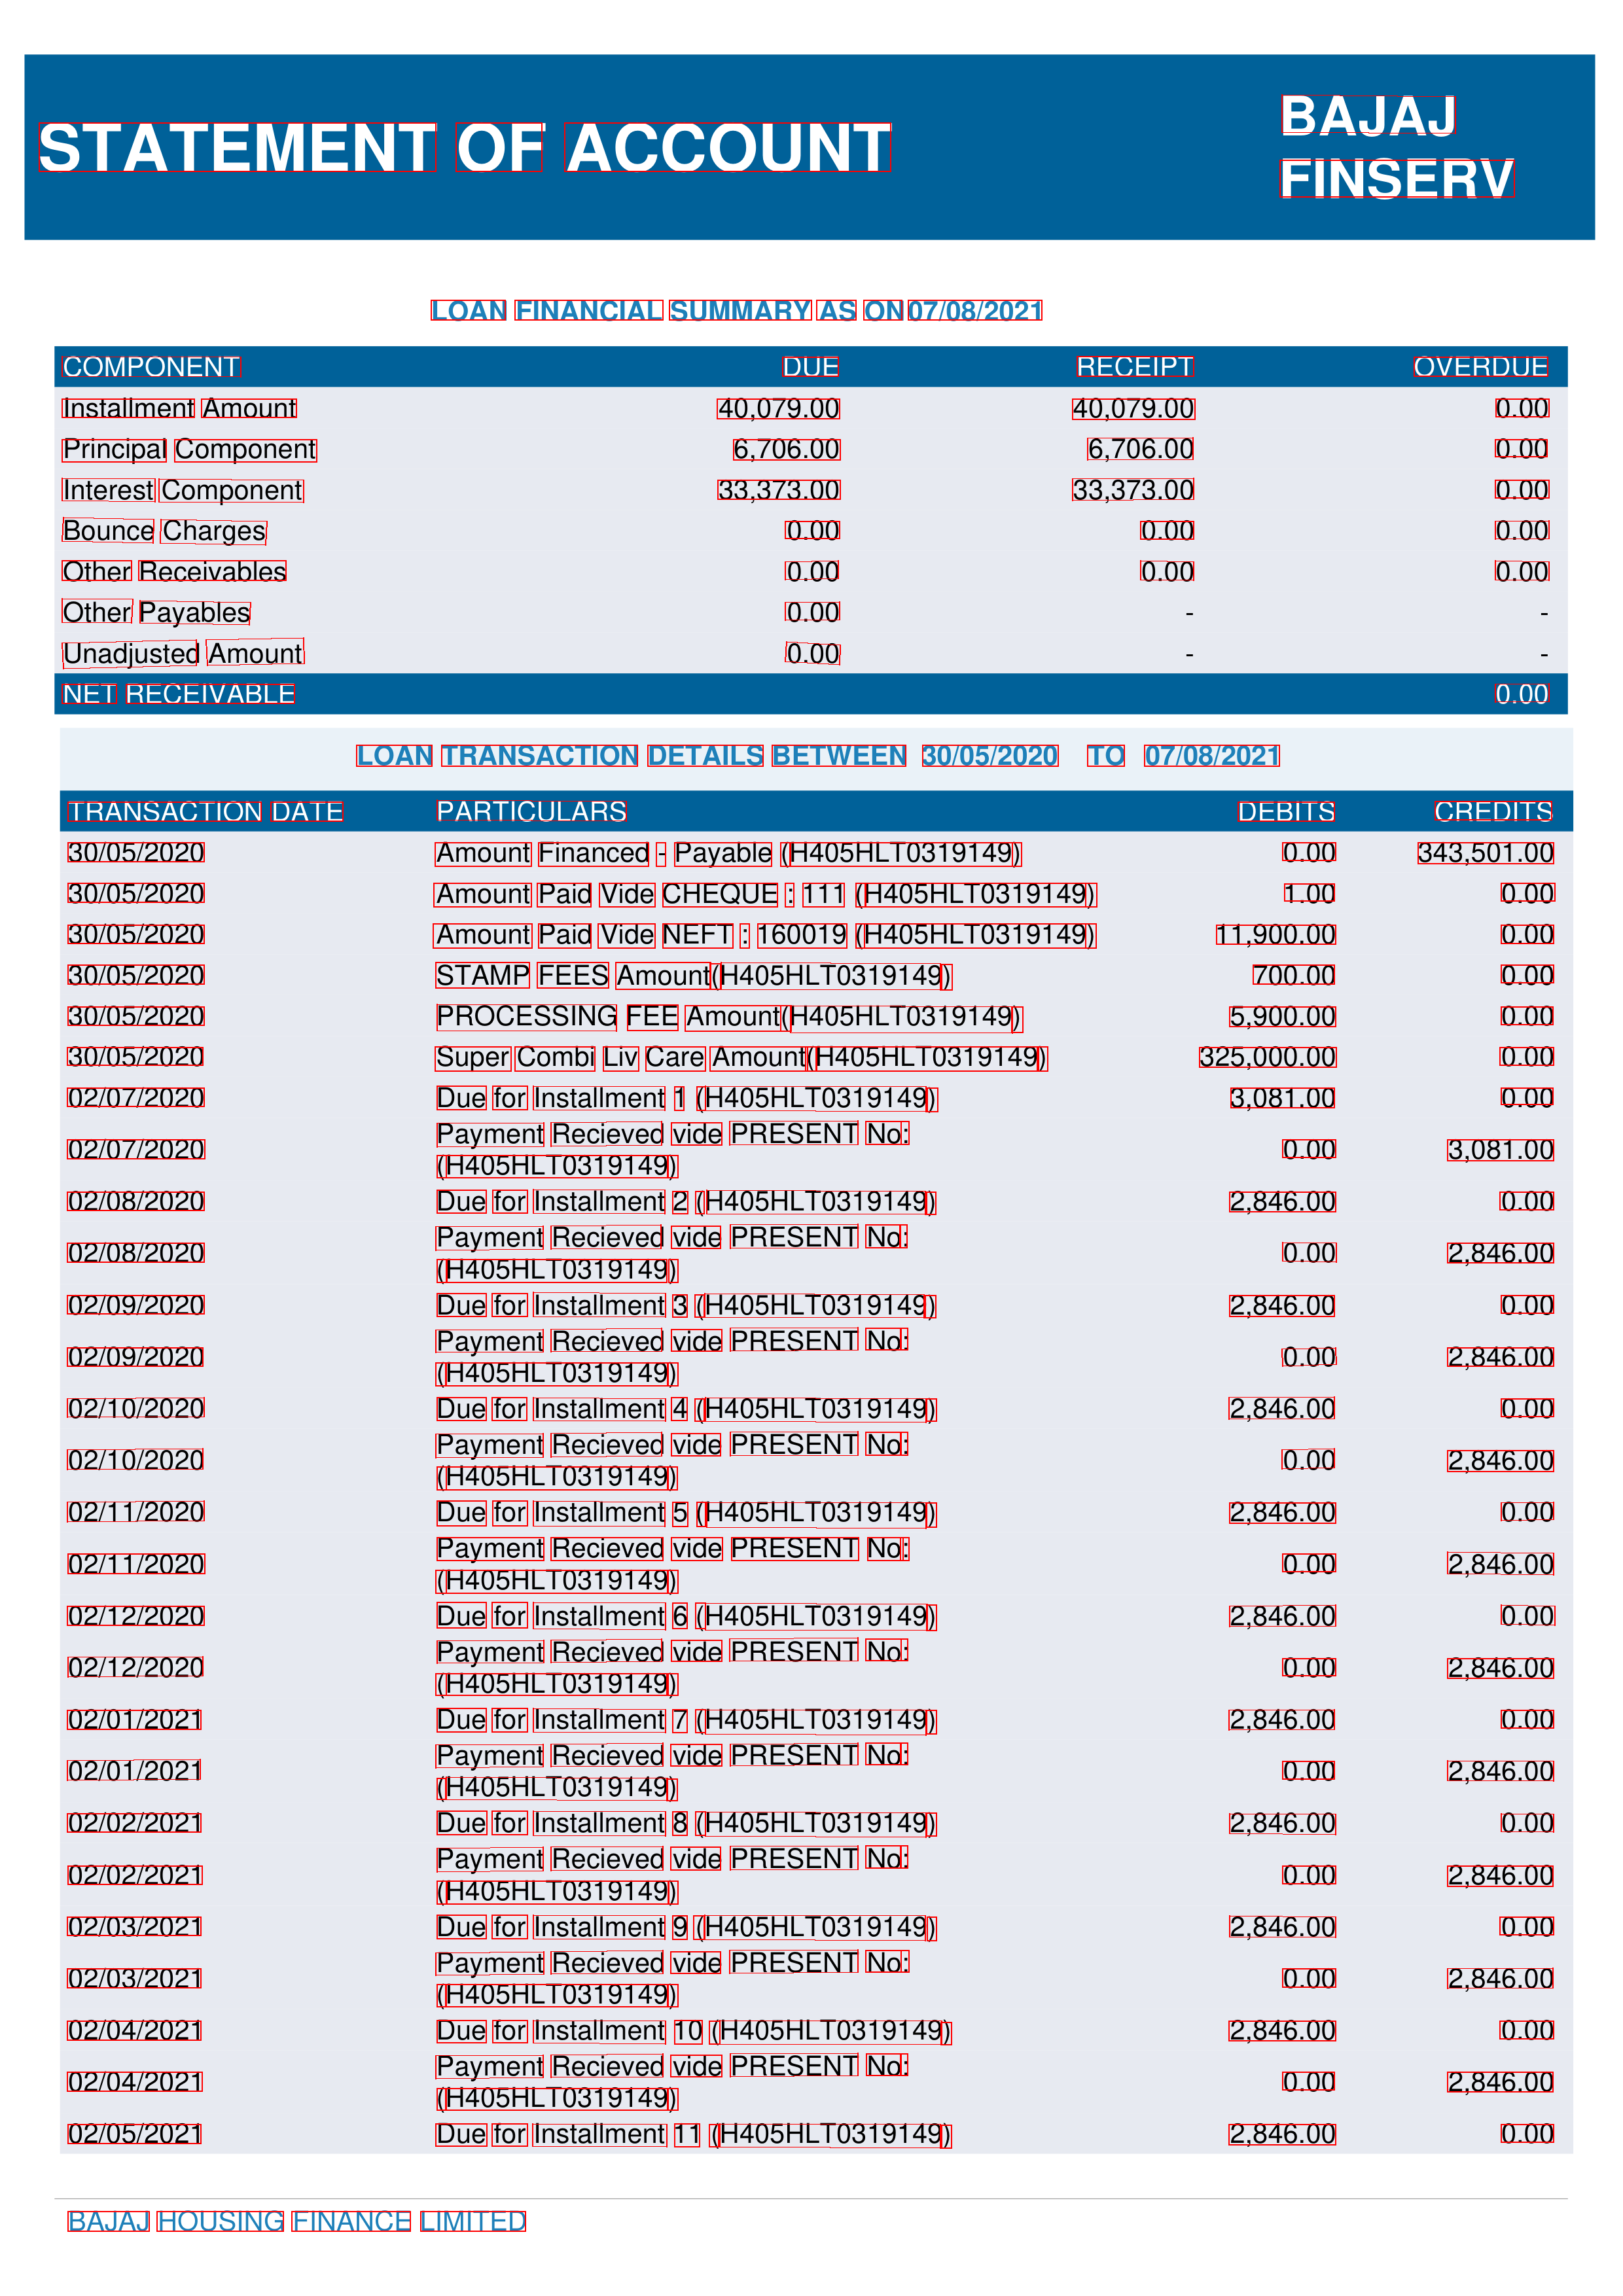 STATEMENT OF ACCOUNT
BAJAJ
FINSERV
LOAN FINANCIAL SUMMARY AS ON 07/08/2021
COMPONENT DUE RECEIPT OVERDUE
Installment Amount 40,079.00 40,079.00 0.00
Principal Component 6,706.00 6,706.00 0.00
Interest Component 33,373.00 33,373.00 0.00
Bounce Charges 0.00 0.00 0.00
Other Receivables 0.00 0.00 0.00
Other Payables 0.00 - -
Unadjusted Amount 0.00 - -
NET RECEIVABLE 0.00
LOAN TRANSACTION DETAILS BETWEEN 30/05/2020 TO 07/08/2021
TRANSACTION DATE PARTICULARS DEBITS CREDITS
30/05/2020 Amount Financed - Payable (H405HLT0319149) 0.00 343,501.00
30/05/2020 Amount Paid Vide CHEQUE : 111 (H405HLT0319149) 1.00 0.00
30/05/2020 Amount Paid Vide NEFT : 160019 (H405HLT0319149) 11,900.00 0.00
30/05/2020 STAMP FEES Amount(H405HLT0319149) 700.00 0.00
30/05/2020 PROCESSING FEE Amount(H405HLT0319149) 5,900.00 0.00
30/05/2020 Super Combi Liv Care Amount(H405HLT0319149) 325,000.00 0.00
02/07/2020 Due for Installment 1 (H405HLT0319149) 3,081.00 0.00
Payment Recieved vide PRESENT No:
02/07/2020 (H405HLT0319149) 0.00 3,081.00
02/08/2020 Due for Installment 2 (H405HLT0319149) 2,846.00 0.00
Payment Recieved vide PRESENT No:
02/08/2020 (H405HLT0319149) 0.00 2,846.00
02/09/2020 Due for Installment 3 (H405HLT0319149) 2,846.00 0.00
Payment Recieved vide PRESENT No:
02/09/2020 (H405HLT0319149) 0.00 2,846.00
02/10/2020 Due for Installment 4 (H405HLT0319149) 2,846.00 0.00
Payment Recieved vide PRESENT No:
02/10/2020 (H405HLT0319149) 0.00 2,846.00
02/11/2020 Due for Installment 5 (H405HLT0319149) 2,846.00 0.00
Payment Recieved vide PRESENT No:
02/11/2020 (H405HLT0319149) 0.00 2,846.00
02/12/2020 Due for Installment 6 (H405HLT0319149) 2,846.00 0.00
Payment Recieved vide PRESENT No:
02/12/2020 (H405HLT0319149) 0.00 2,846.00
02/01/2021 Due for Installment 7 (H405HLT0319149) 2,846.00 0.00
Payment Recieved vide PRESENT No:
02/01/2021 (H405HLT0319149) 0.00 2,846.00
02/02/2021 Due for Installment 8 (H405HLT0319149) 2,846.00 0.00
Payment Recieved vide PRESENT No:
02/02/2021 (H405HLT0319149) 0.00 2,846.00
02/03/2021 Due for Installment 9 (H405HLT0319149) 2,846.00 0.00
Payment Recieved vide PRESENT No:
02/03/2021 (H405HLT0319149) 0.00 2,846.00
02/04/2021 Due for Installment 10 (H405HLT0319149) 2,846.00 0.00
Payment Recieved vide PRESENT No:
02/04/2021 (H405HLT0319149) 0.00 2,846.00
02/05/2021 Due for Installment 11 (H405HLT0319149) 2,846.00 0.00
BAJAJ HOUSING FINANCE LIMITED